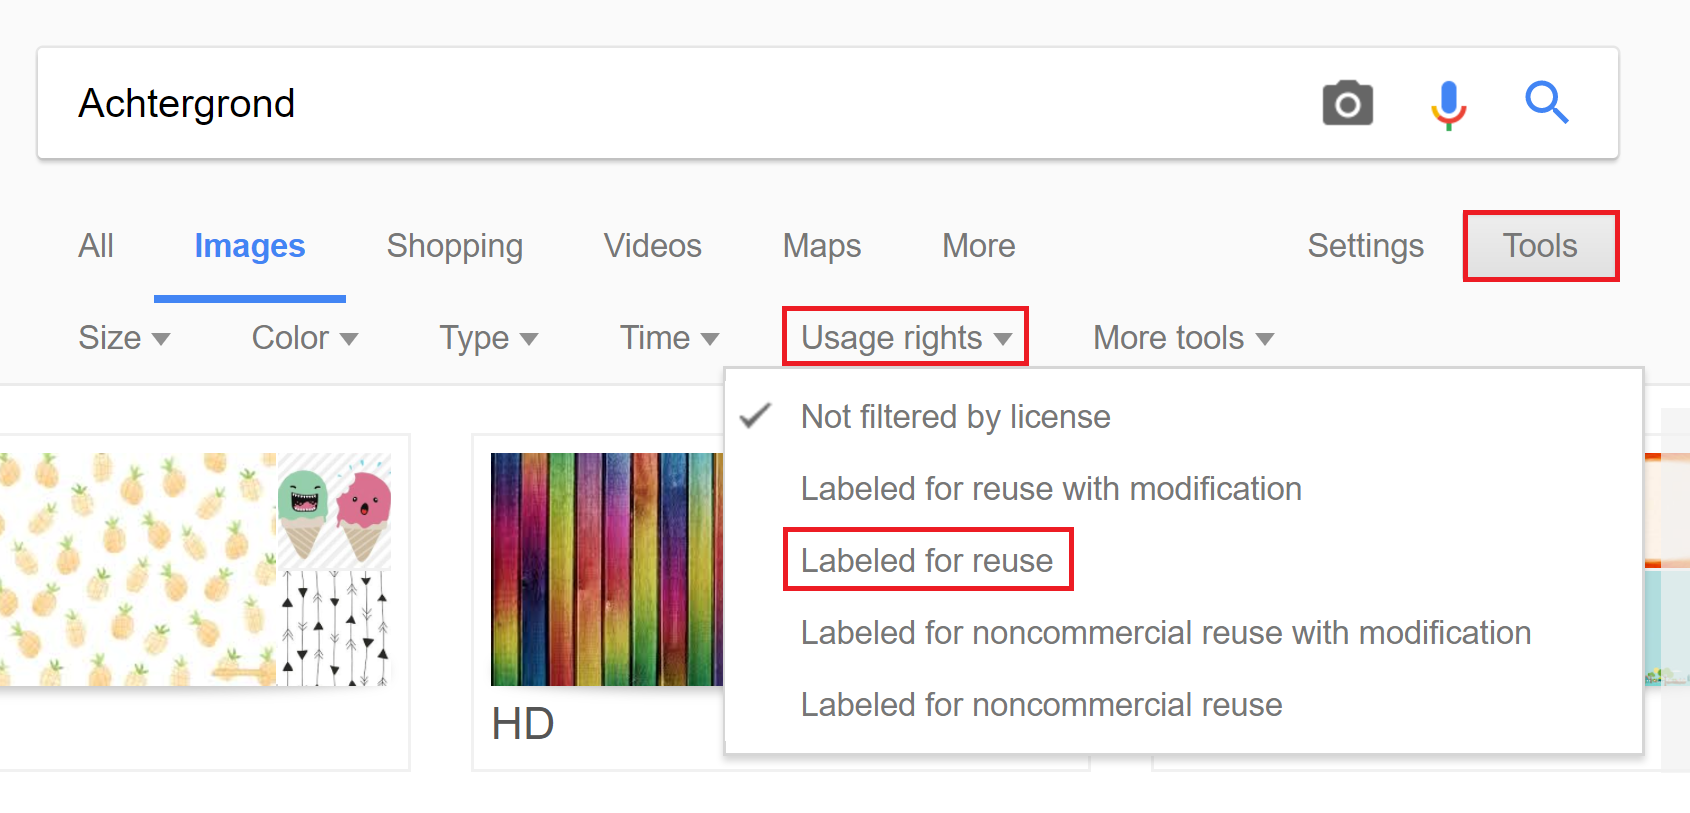 Achtergrond
All Images Shopping Videos Maps More Settings Tools
Size Color Type Time Usage rights More tools
Not filtered by license
Labeled for reuse with modification
Labeled for reuse
Labeled for noncommercial reuse with modification
Labeled for noncommercial reuse
HD